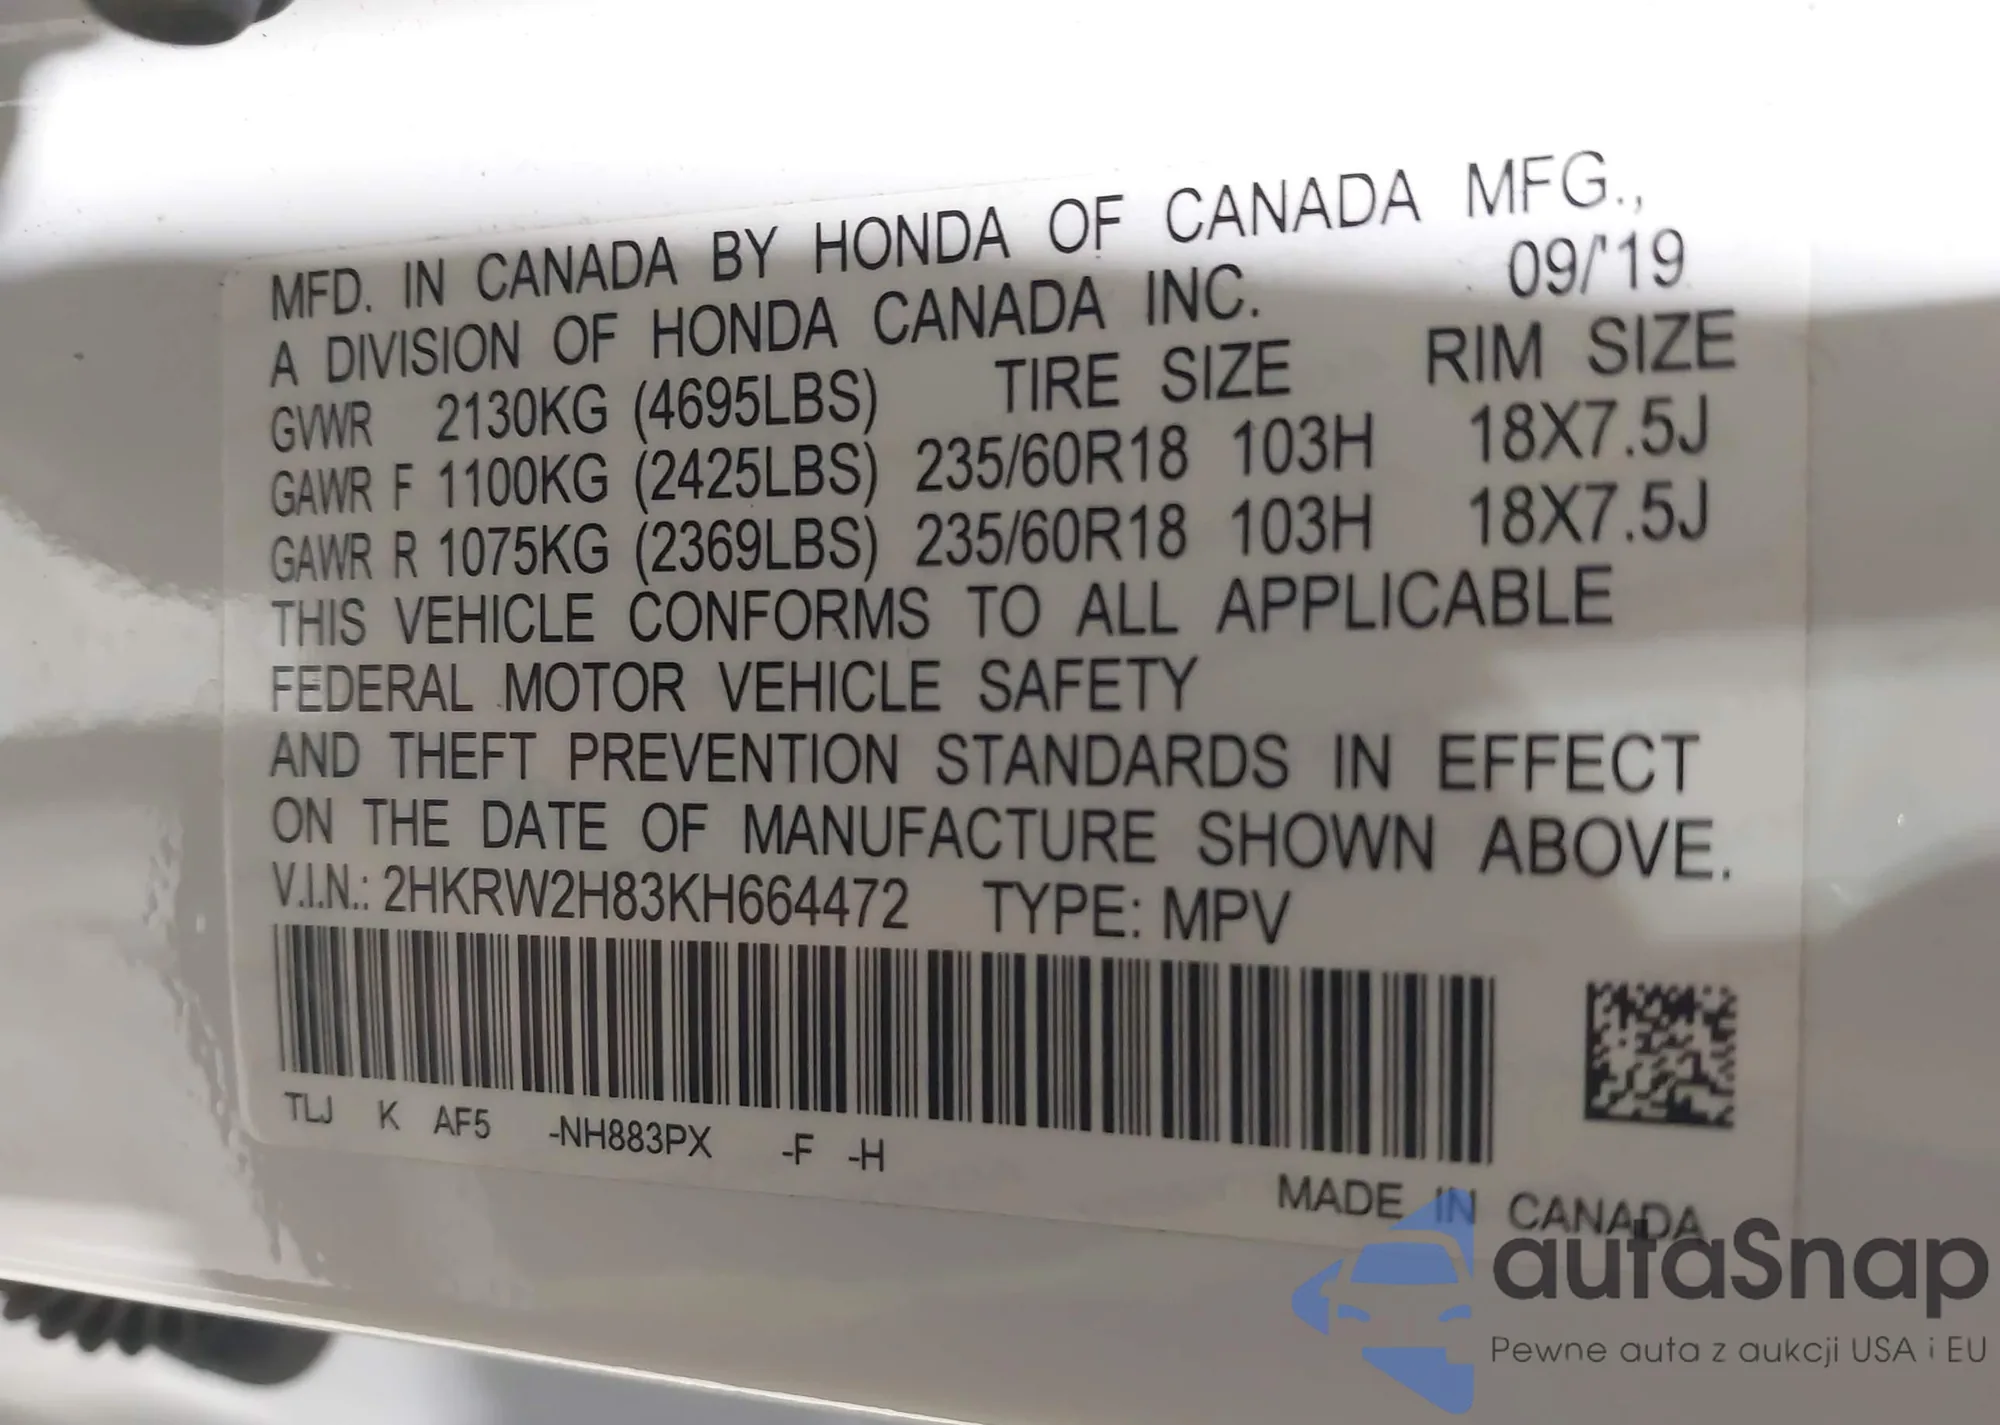 MFD. IN CANADA BY HONDA OF CANADA MFG.,
A DIVISION OF HONDA CANADA INC. 09/'19
GVWR 2130KG (4695LBS) TIRE SIZE RIM SIZE
GAWR F 1100KG (2425LBS) 235/60R18 103H 18X7.5J
GAWR R 1075KG (2369LBS) 235/60R18 103H 18X7.5J
THIS VEHICLE CONFORMS TO ALL APPLICABLE
FEDERAL MOTOR VEHICLE SAFETY
AND THEFT PREVENTION STANDARDS IN EFFECT
ON THE DATE OF MANUFACTURE SHOWN ABOVE.
V.I.N.: 2HKRW2H83KH664472 TYPE: MPV
TLJ K AF5 -NH883PX -F -H
MADE IN CANADA
autaSnap
Pewne auta z aukcji USA i EU